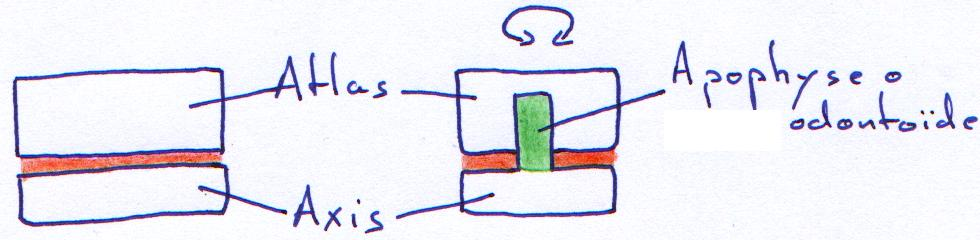 Atlas
Apophyse o
odontoïde
Axis